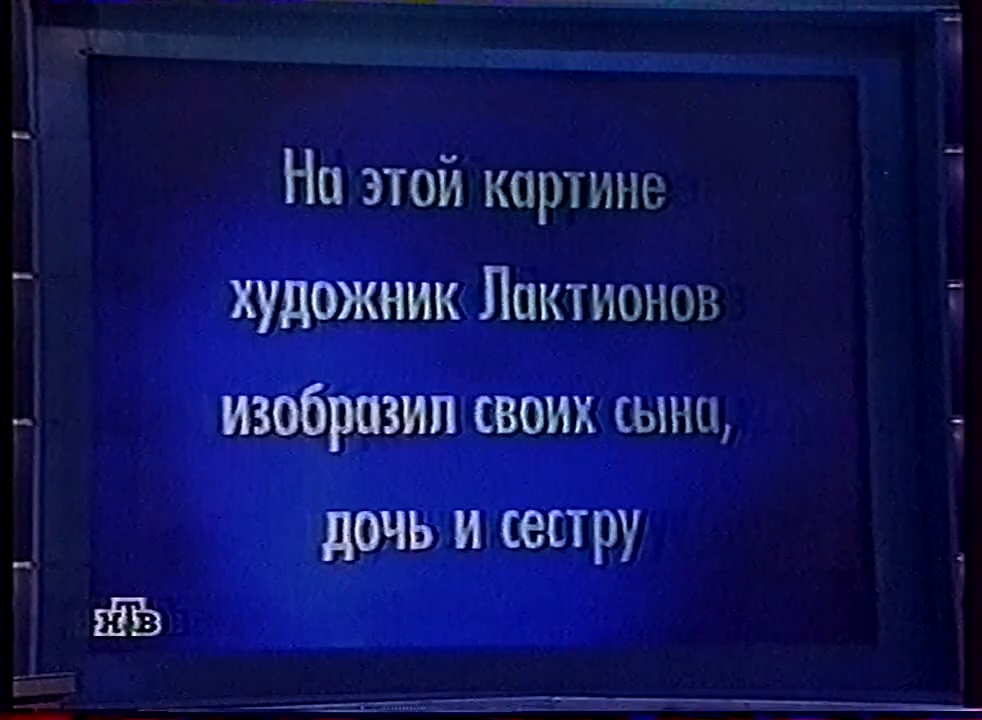 На этой картине
художник Лактионов
изобразил своих сына,
дочь и сестру
НТВ